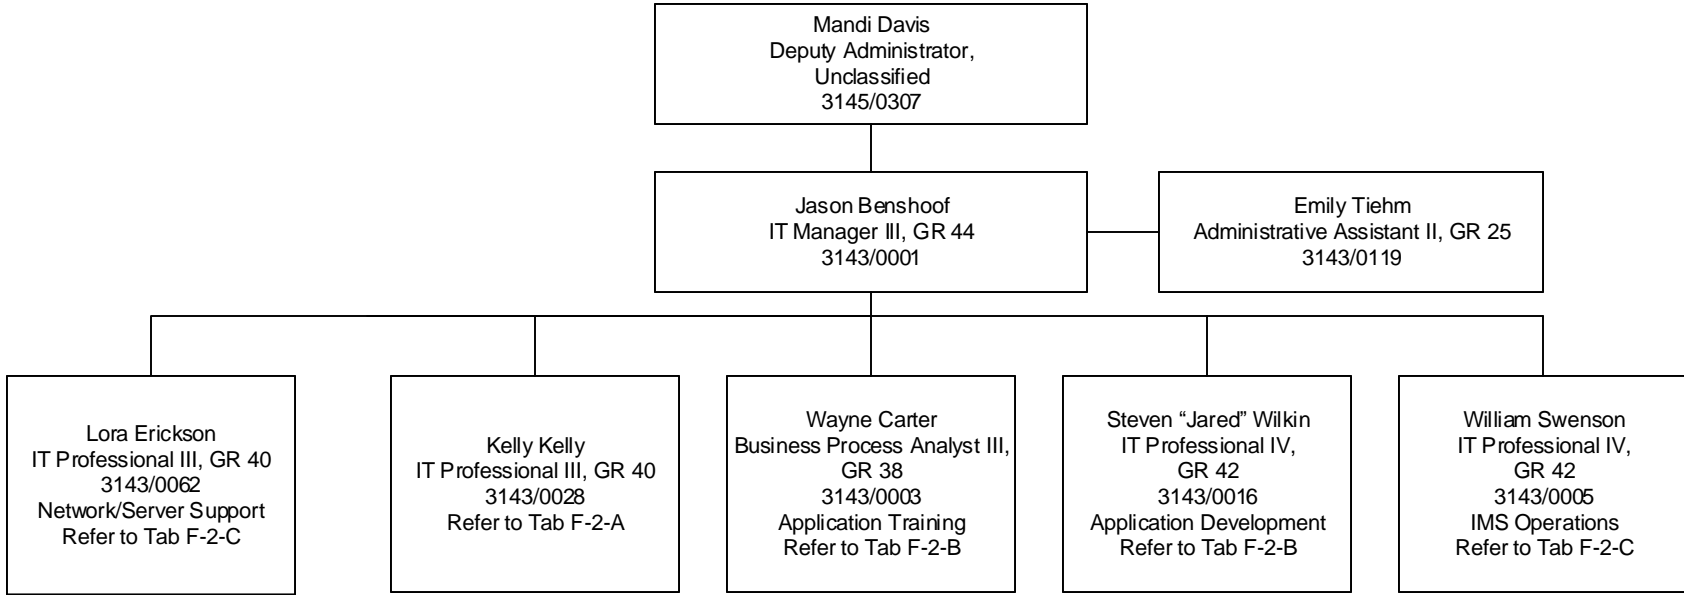 Mandi Davis
Deputy Administrator,
Unclassified
3145/0307
Jason Benshoof
IT Manager III, GR 44
3143/0001
Emily Tiehm
Administrative Assistant II, GR 25
3143/0119
Lora Erickson
IT Professional III, GR 40
3143/0062
Network/Server Support
Refer to Tab F-2-C
Kelly Kelly
IT Professional III, GR 40
3143/0028
Refer to Tab F-2-A
Wayne Carter
Business Process Analyst III,
GR 38
3143/0003
Application Training
Refer to Tab F-2-B
Steven “Jared” Wilkin
IT Professional IV,
GR 42
3143/0016
Application Development
Refer to Tab F-2-B
William Swenson
IT Professional IV,
GR 42
3143/0005
IMS Operations
Refer to Tab F-2-C